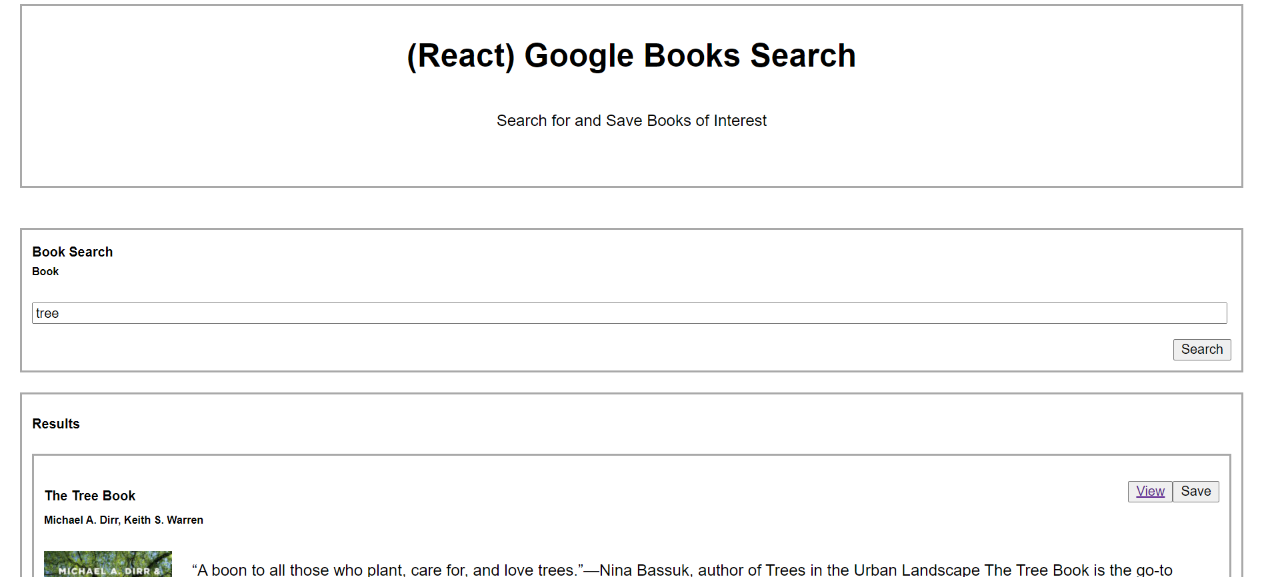 (React) Google Books Search
Search for and Save Books of Interest
Book Search
Book
tree
Search
Results
The Tree Book
View Save
Michael A. Dirr, Keith S. Warren
MICHAEL A. DIRR &
“A boon to all those who plant, care for, and love trees.”—Nina Bassuk, author of Trees in the Urban Landscape The Tree Book is the go-to